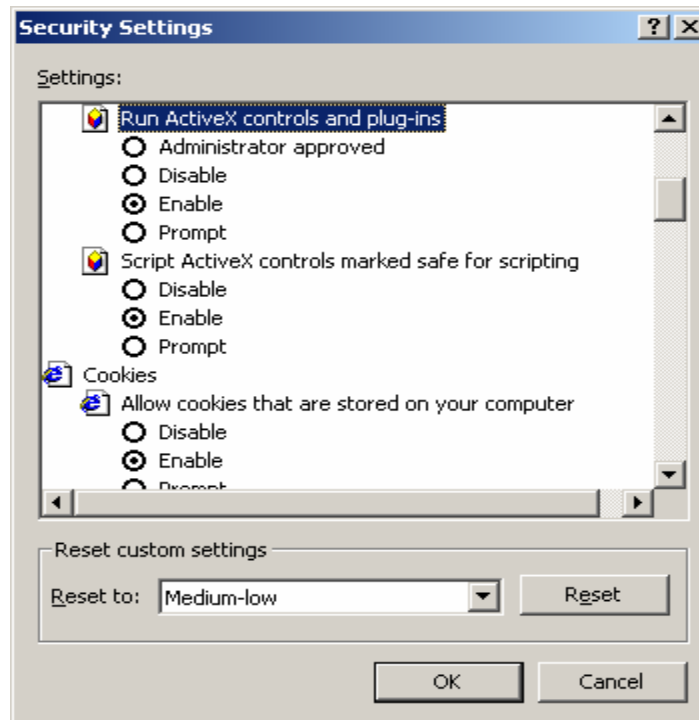 Security Settings
Settings:
Run ActiveX controls and plug-ins
Administrator approved
Disable
Enable
Prompt
Script ActiveX controls marked safe for scripting
Disable
Enable
Prompt
Cookies
Allow cookies that are stored on your computer
Disable
Enable
Prompt
Reset custom settings
Reset to: Medium-low Reset
OK Cancel